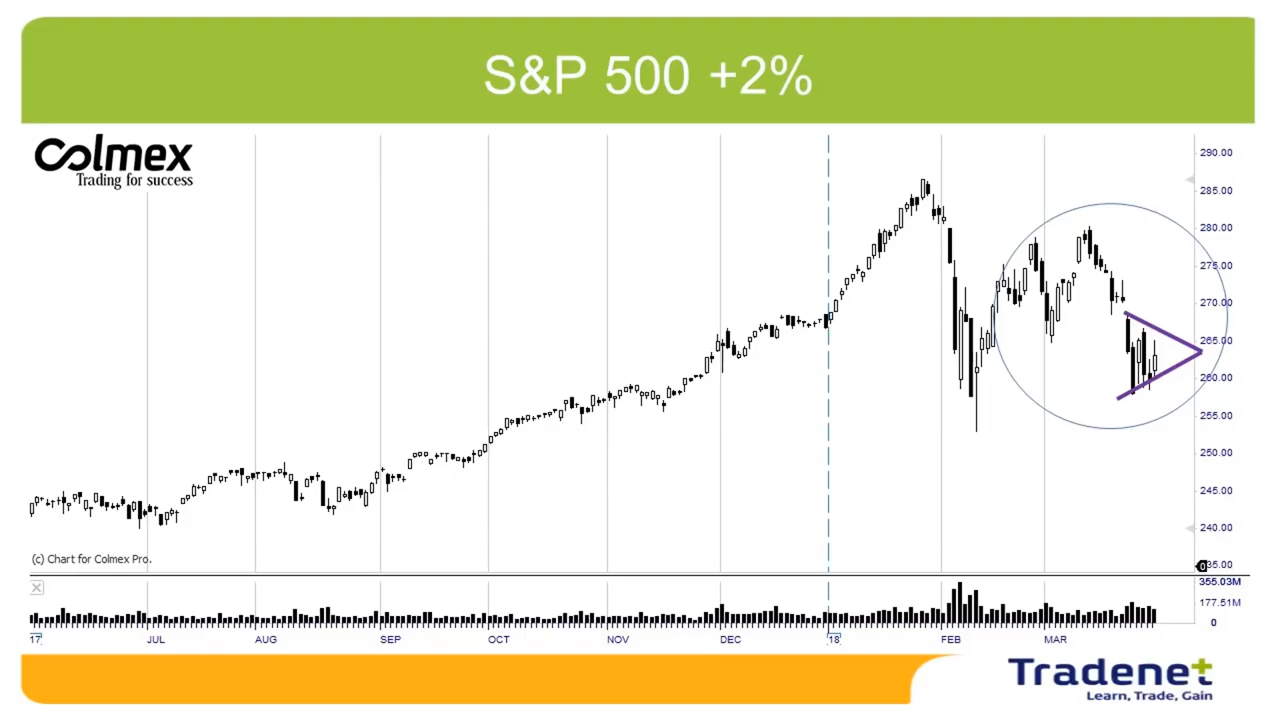 S&P 500 +2%
Colmex
Trading for success
290.00
285.00
280.00
275.00
270.00
265.00
260.00
255.00
250.00
245.00
240.00
35.00
(c) Chart for Colmex Pro.
355.03M
177.51M
0
17 JUL AUG SEP OCT NOV DEC 18 FEB MAR
Tradenet
Learn, Trade, Gain